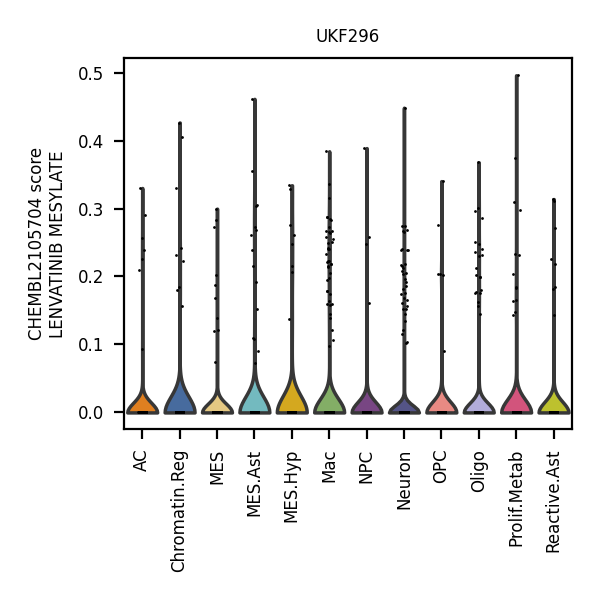 UKF296
CHEMBL2105704 score
LENVATINIB MESYLATE
0.5
0.4
0.3
0.2
0.1
0.0
AC
Chromatin.Reg
MES
MES.Ast
MES.Hyp
Mac
NPC
Neuron
OPC
Oligo
Prolif.Metab
Reactive.Ast